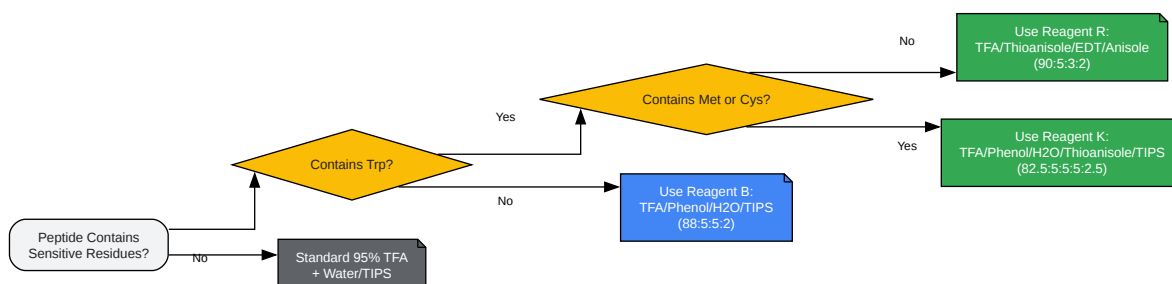 Peptide Contains
Sensitive Residues?
No
Standard 95% TFA
+ Water/TIPS
Contains Trp?
Yes
No
Use Reagent B:
TFA/Phenol/H2O/TIPS
(88:5:5:2)
Contains Met or Cys?
No
Use Reagent R:
TFA/Thioanisole/EDT/Anisole
(90:5:3:2)
Yes
Use Reagent K:
TFA/Phenol/H2O/Thioanisole/TIPS
(82.5:5:5:5:2.5)